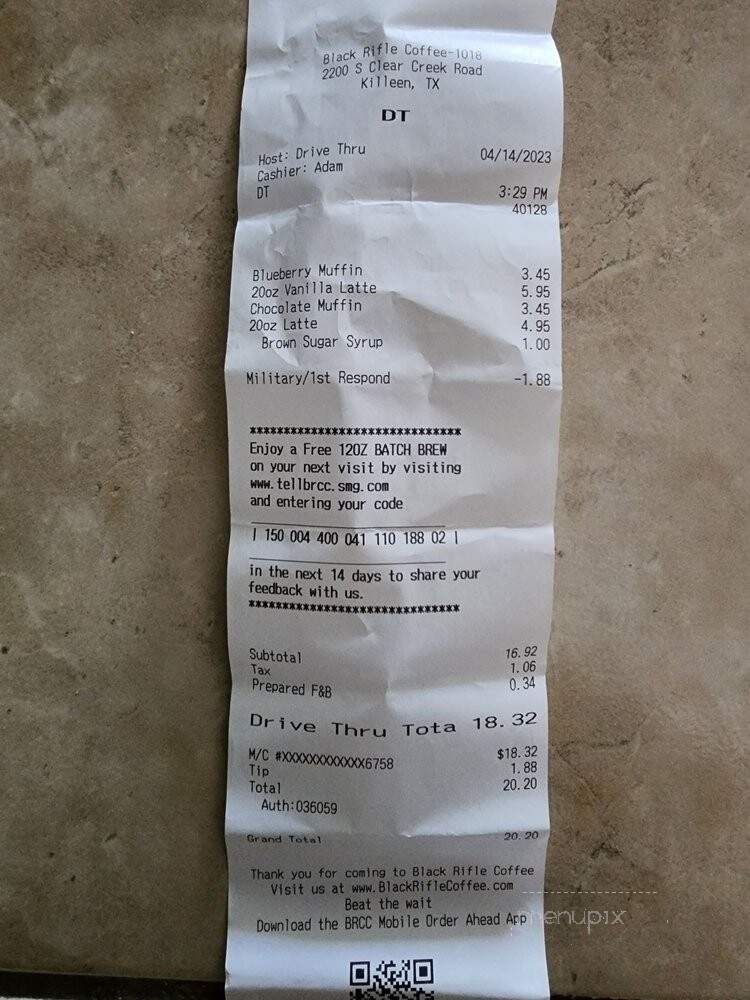 Black Rifle Coffee-1018
2200 S Clear Creek Road
Killeen, TX
DT
Host: Drive Thru 04/14/2023
Cashier: Adam
DT 3:29 PM
40128
Blueberry Muffin 3.45
20oz Vanilla Latte 5.95
Chocolate Muffin 3.45
20oz Latte 4.95
Brown Sugar Syrup 1.00
Military/1st Respond -1.88
*******************************
Enjoy a Free 12OZ BATCH BREW
on your next visit by visiting
www.tellbrcc.smg.com
and entering your code
| 150 004 400 041 110 188 02 |
in the next 14 days to share your
feedback with us.
*******************************
Subtotal 16.92
Tax 1.06
Prepared F&B 0.34
Drive Thru Tota 18.32
M/C #XXXXXXXXXXXX6758 $18.32
Tip 1.88
Total 20.20
Auth:036059
Grand Total 20.20
Thank you for coming to Black Rifle Coffee
Visit us at www.BlackRifleCoffee.com
Beat the wait
Download the BRCC Mobile Order Ahead App
menupix